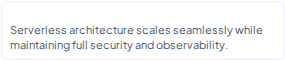 Serverless architecture scales seamlessly while
maintaining full security and observability.